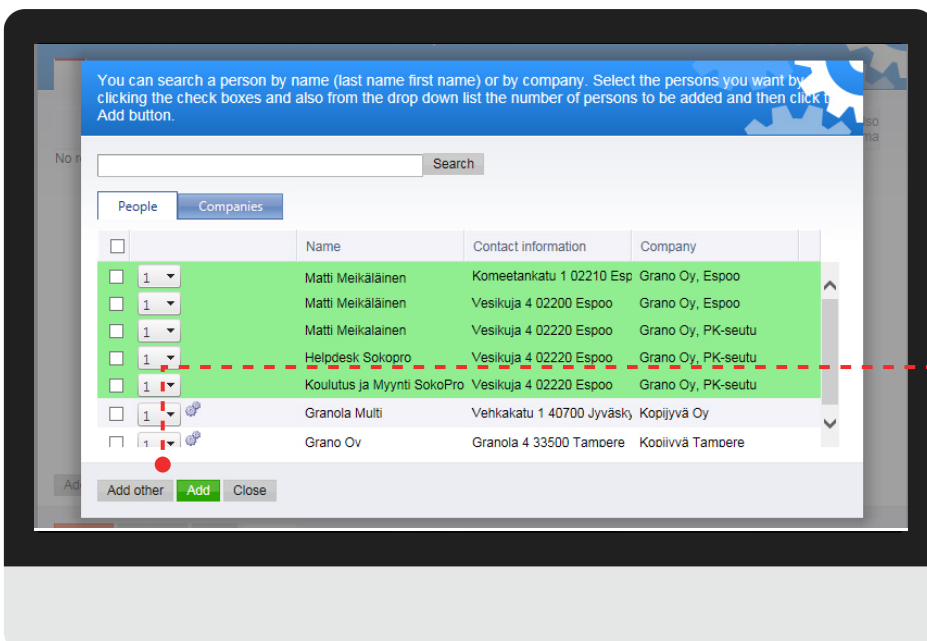 You can search a person by name (last name first name) or by company. Select the persons you want by
clicking the check boxes and also from the drop down list the number of persons to be added and then click t
Add button.
so
ma
No r
Search
People Companies
Name Contact information Company
1 Matti Meikäläinen Komeetankatu 1 02210 Esp Grano Oy, Espoo
1 Matti Meikäläinen Vesikuja 4 02200 Espoo Grano Oy, Espoo
1 Matti Meikalainen Vesikuja 4 02220 Espoo Grano Oy, PK-seutu
1 Helpdesk Sokopro Vesikuja 4 02220 Espoo Grano Oy, PK-seutu
1 Koulutus ja Myynti SokoPro Vesikuja 4 02220 Espoo Grano Oy, PK-seutu
1 Granola Multi Vehkakatu 1 40700 Jyväsky Kopijyvä Oy
1 Grano Oy Granola 4 33500 Tampere Kopijyvä Tampere
Ad
Add other Add Close